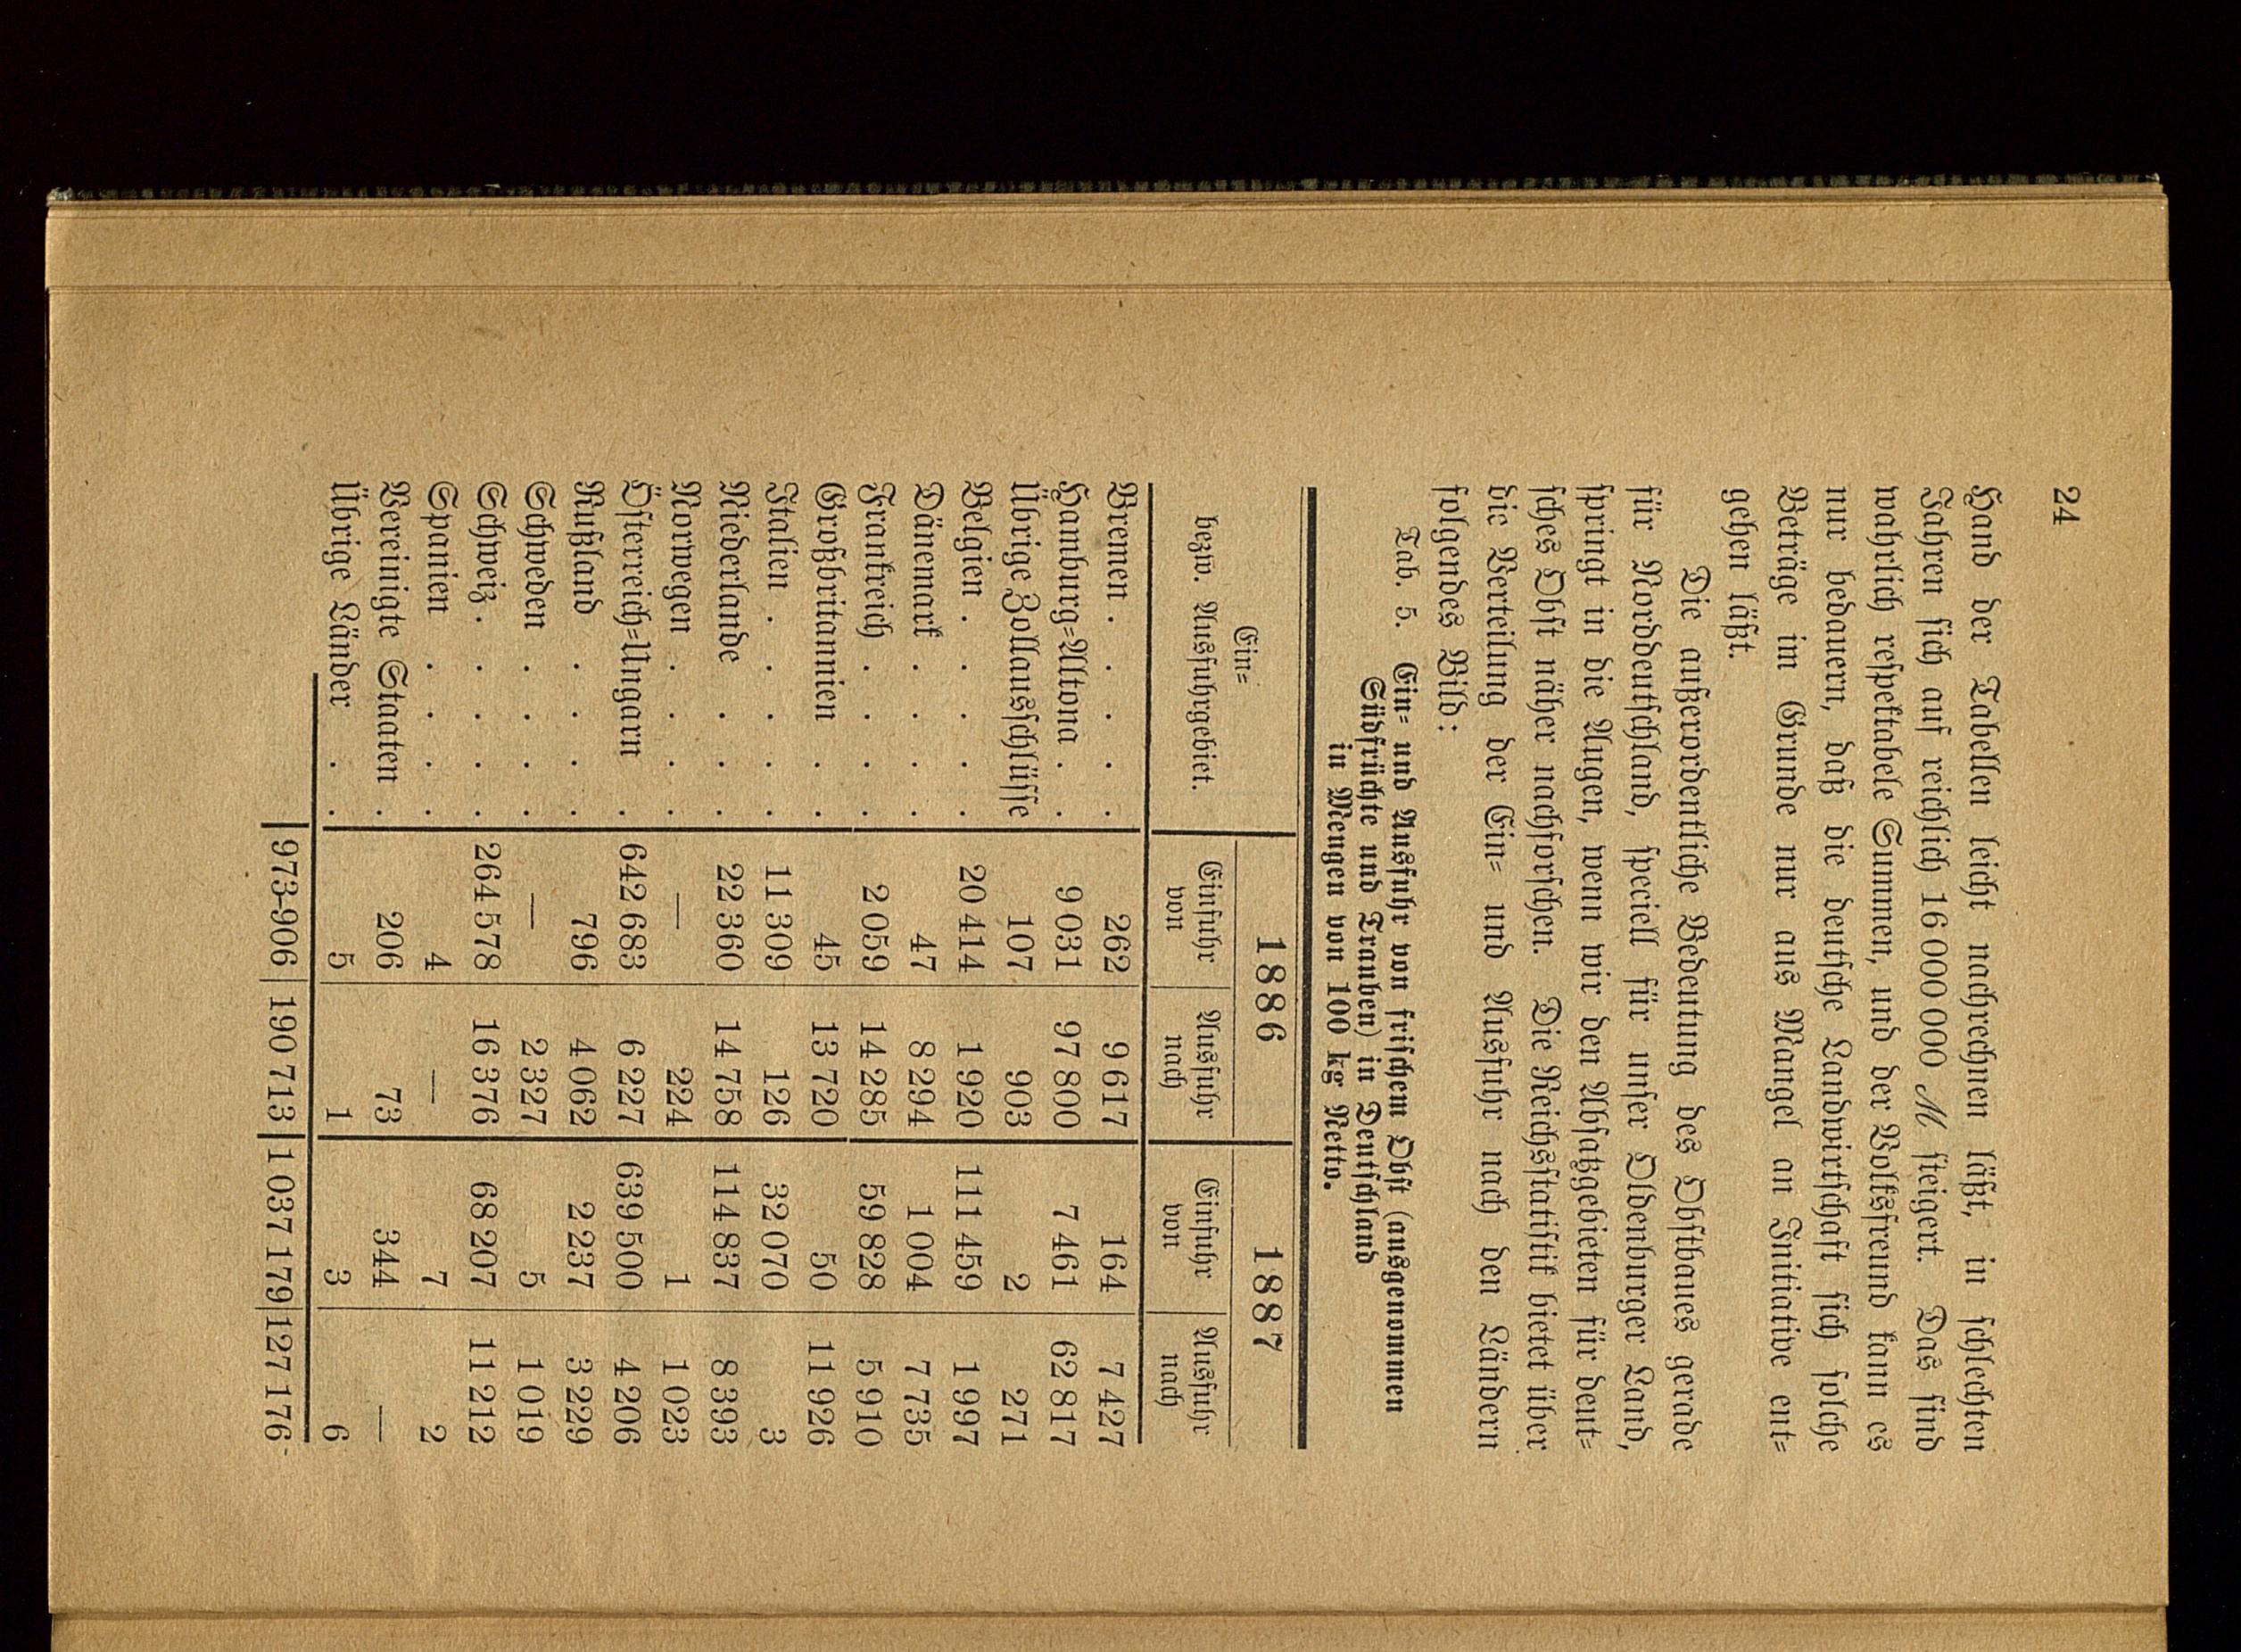 24
Hand der Tabellen leicht nachrechnen läßt, in schlechten
Jahren sich auf reichlich 16 000 000 ℳ steigert. Das sind
wahrlich respektabele Summen, und der Volksfreund kann es
nur bedauern, daß die deutsche Landwirtschaft sich solche
Beträge im Grunde nur aus Mangel an Initiative ent-
gehen läßt.
Die außerordentliche Bedeutung des Obstbaues gerade
für Norddeutschland, speciell für unser Oldenburger Land,
springt in die Augen, wenn wir den Absatzgebieten für deut-
sches Obst näher nachforschen. Die Reichsstatistik bietet über
die Verteilung der Ein- und Ausfuhr nach den Ländern
folgendes Bild:
Tab. 5. Ein- und Ausfuhr von frischem Obst (ausgenommen
Südfrüchte und Trauben) in Deutschland
in Mengen von 100 kg Netto.
Ein- 1886 1887
bezw. Ausfuhrgebiet. Einfuhr Ausfuhr Einfuhr Ausfuhr
von nach von nach
Bremen . . . . . 262 9 617 164 7 427
Hamburg-Altona . . 9 031 97 800 7 461 62 817
Übrige Zollausschlüsse 107 903 2 271
Belgien . . . . . 20 414 1 920 111 459 1 997
Dänemark . . . . 47 8 294 1 004 7 735
Frankreich . . . . 2 059 14 285 59 828 5 910
Großbritannien . . 45 13 720 50 11 926
Italien . . . . . 11 309 126 32 070 3
Niederlande . . . 22 360 14 758 114 837 8 393
Norwegen . . . . — 224 1 1 023
Österreich-Ungarn . 642 683 6 227 639 500 4 206
Rußland . . . . 796 4 062 2 237 3 229
Schweden . . . . — 2 327 5 1 019
Schweiz . . . . . 264 578 16 376 68 207 11 212
Spanien . . . . 4 — 7 2
Vereinigte Staaten . 206 73 344 —
Übrige Länder . . 5 1 3 6
973·906 190 713 1 037 179 127 176